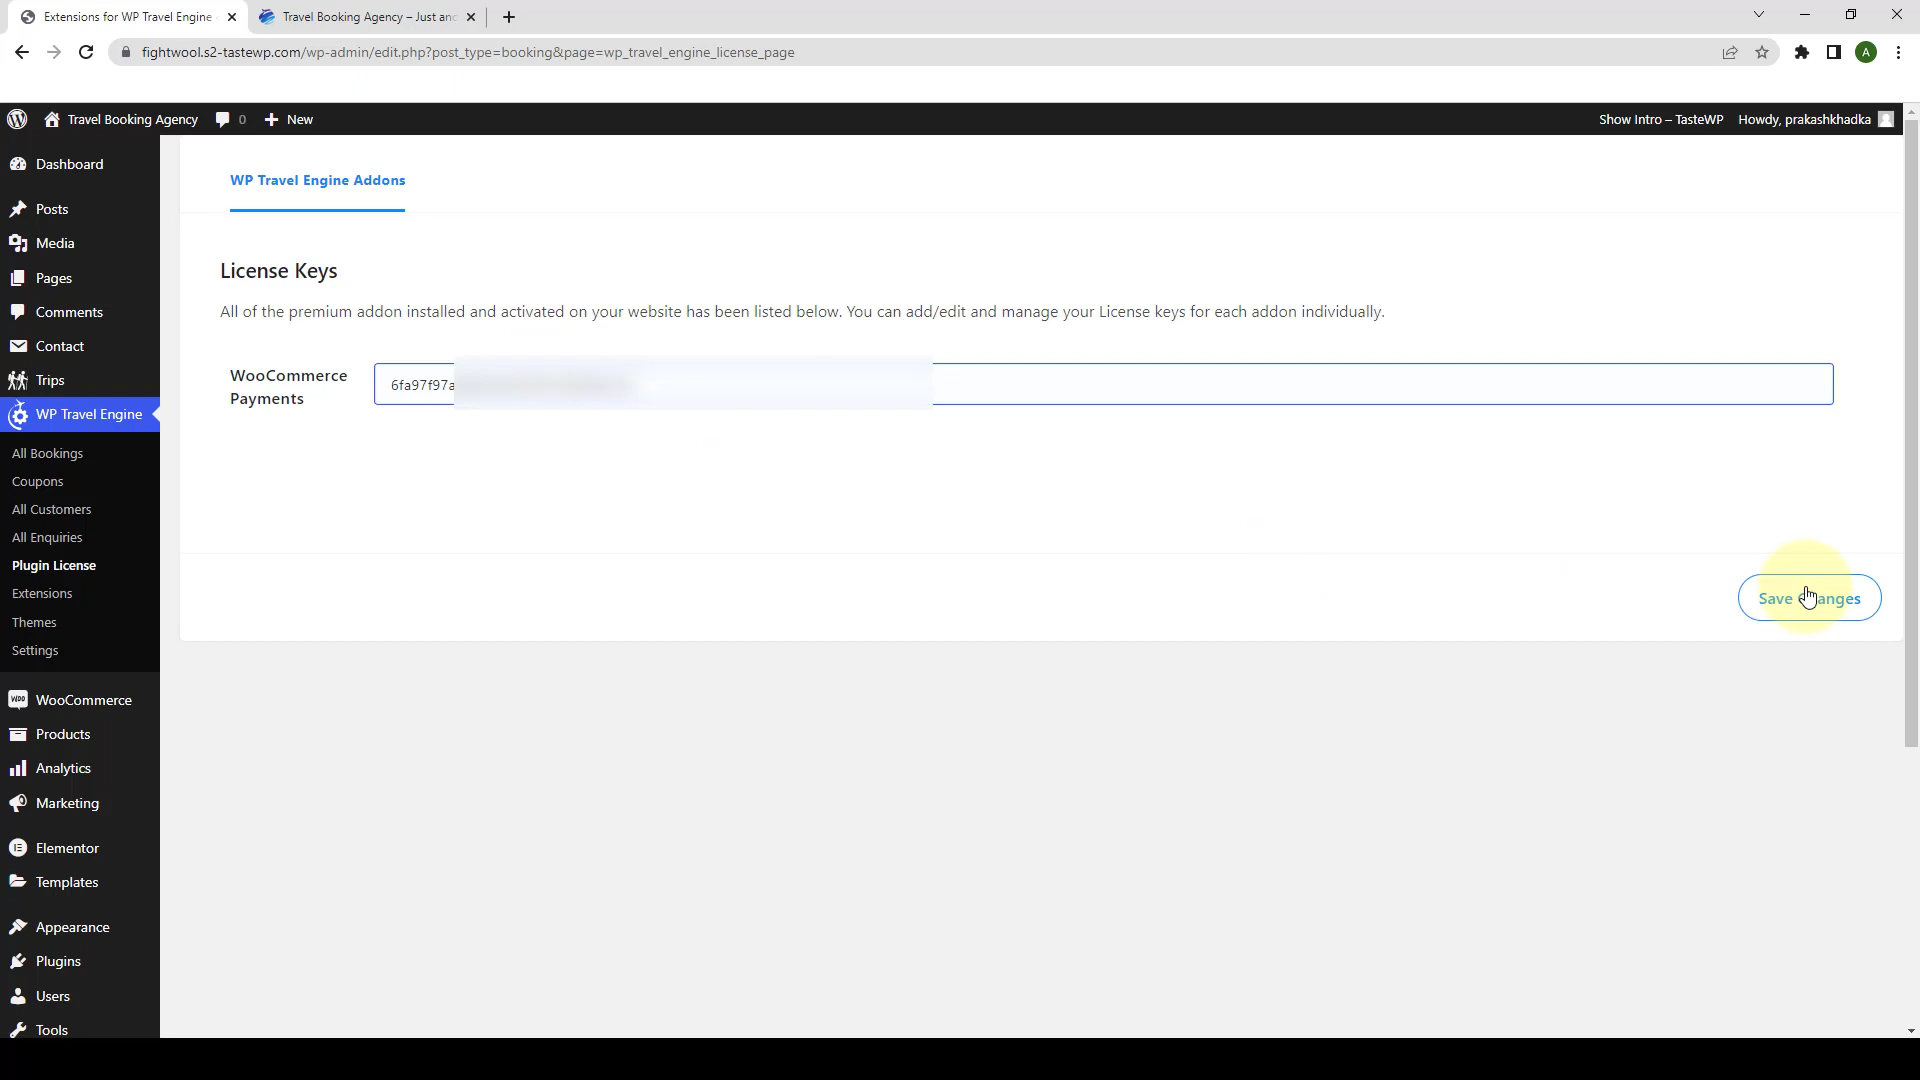 Extensions for WP Travel Engine
Travel Booking Agency – Just an
fightwool.s2-tastewp.com/wp-admin/edit.php?post_type=booking&page=wp_travel_engine_license_page
A
Travel Booking Agency
0
New
Show Intro – TasteWP
Howdy, prakashkhadka
Dashboard
Posts
Media
Pages
Comments
Contact
Trips
WP Travel Engine
All Bookings
Coupons
All Customers
All Enquiries
Plugin License
Extensions
Themes
Settings
WooCommerce
Products
Analytics
Marketing
Elementor
Templates
Appearance
Plugins
Users
Tools
WP Travel Engine Addons
License Keys
All of the premium addon installed and activated on your website has been listed below. You can add/edit and manage your License keys for each addon individually.
WooCommerce
Payments
6fa97f97a
Save Changes